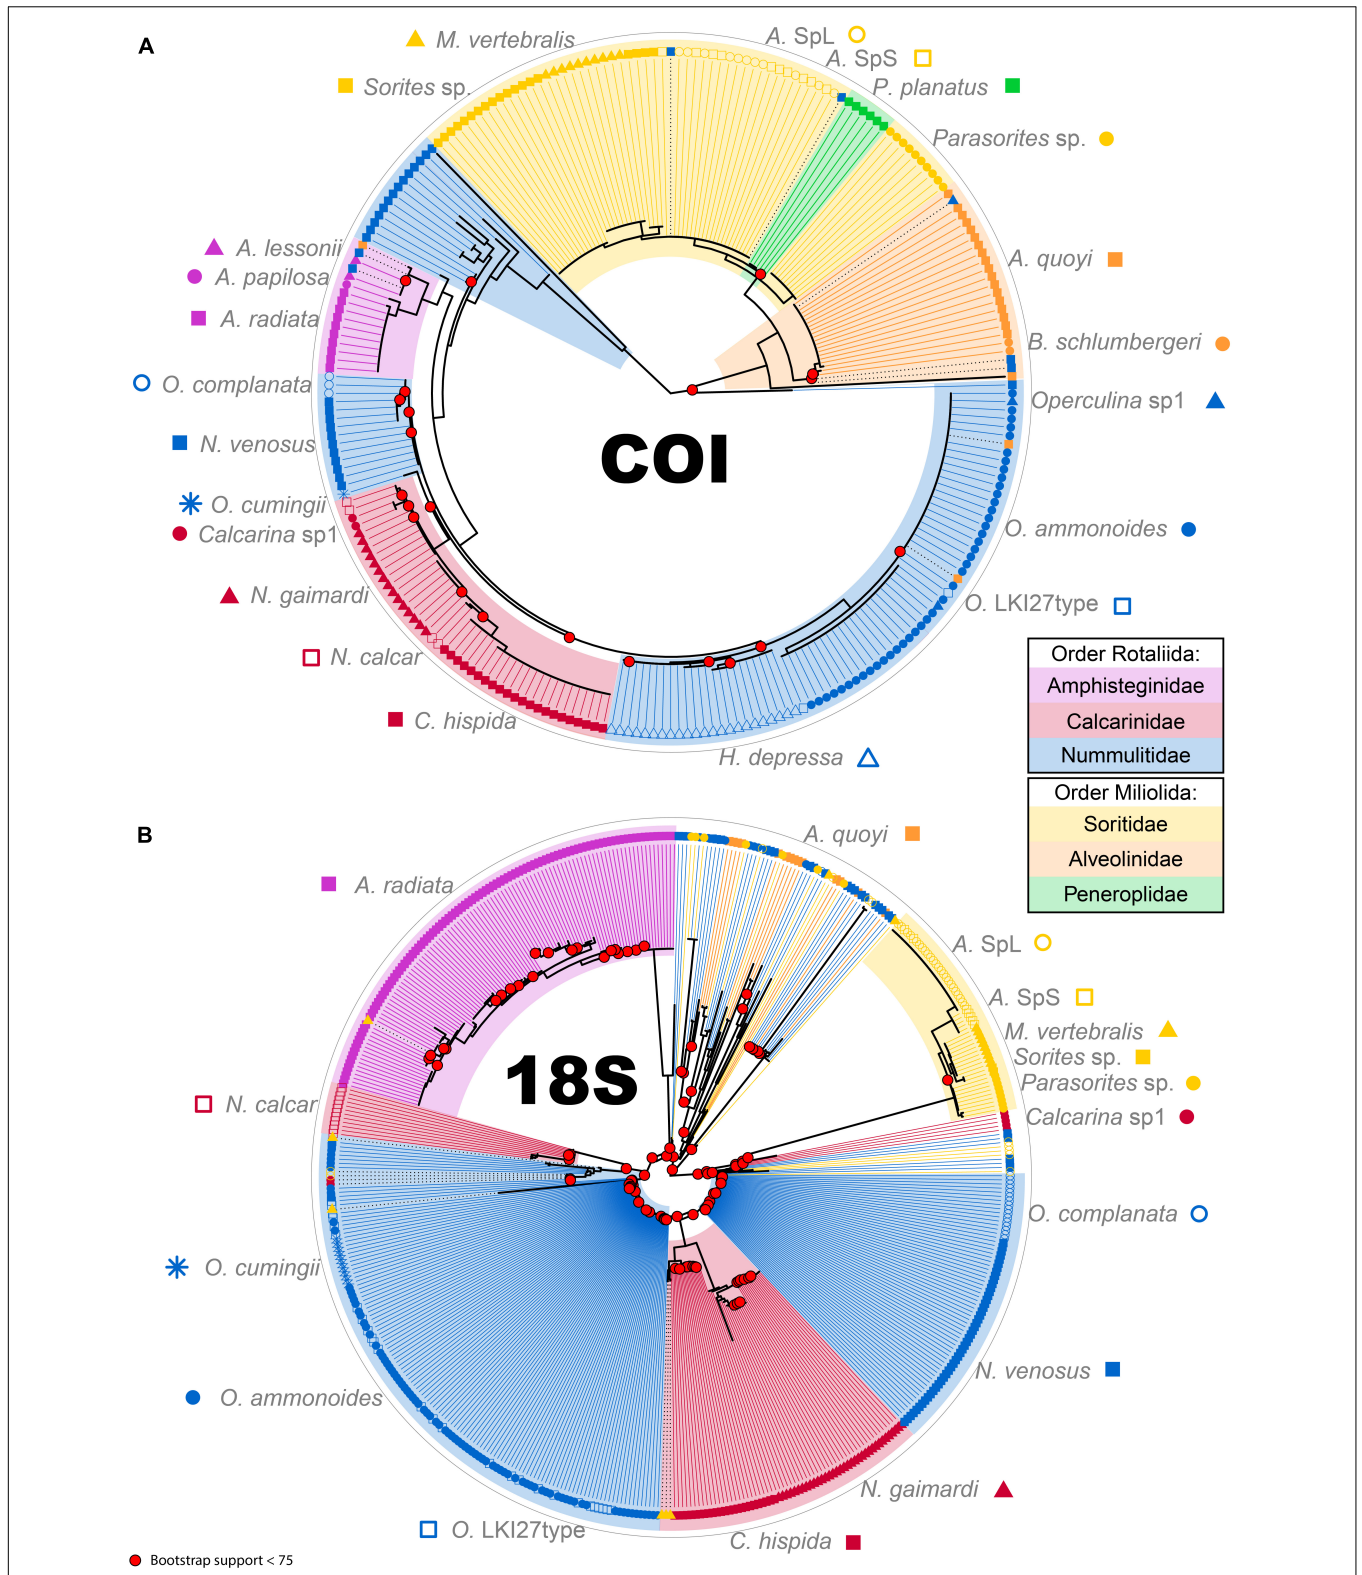 A
M. vertebralis
A. SpL
A. SpS
Sorites sp.
P. planatus
Parasorites sp.
A. lessonii
A. quoyi
A. papilosa
A. radiata
B. schlumbergeri
O. complanata
Operculina sp1
N. venosus
COI
O. cumingii
O. ammonoides
Calcarina sp1
N. gaimardi
O. LKI27type
N. calcar
C. hispida
H. depressa
Order Rotaliida:
Amphisteginidae
Calcarinidae
Nummulitidae
Order Miliolida:
Soritidae
Alveolinidae
Peneroplidae
B
A. quoyi
A. radiata
A. SpL
A. SpS
M. vertebralis
Sorites sp.
18S
Parasorites sp.
N. calcar
Calcarina sp1
O. complanata
O. cumingii
N. venosus
O. ammonoides
N. gaimardi
O. LKI27type
C. hispida
Bootstrap support < 75